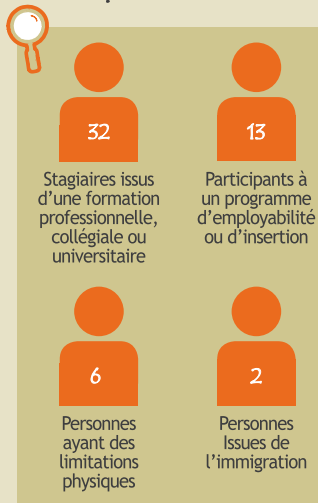 32
Stagiaires issus
d'une formation
professionnelle,
collégiale ou
universitaire
13
Participants à
un programme
d'employabilité
ou d'insertion
6
Personnes
ayant des
limitations
physiques
2
Personnes
Issues de
l'immigration